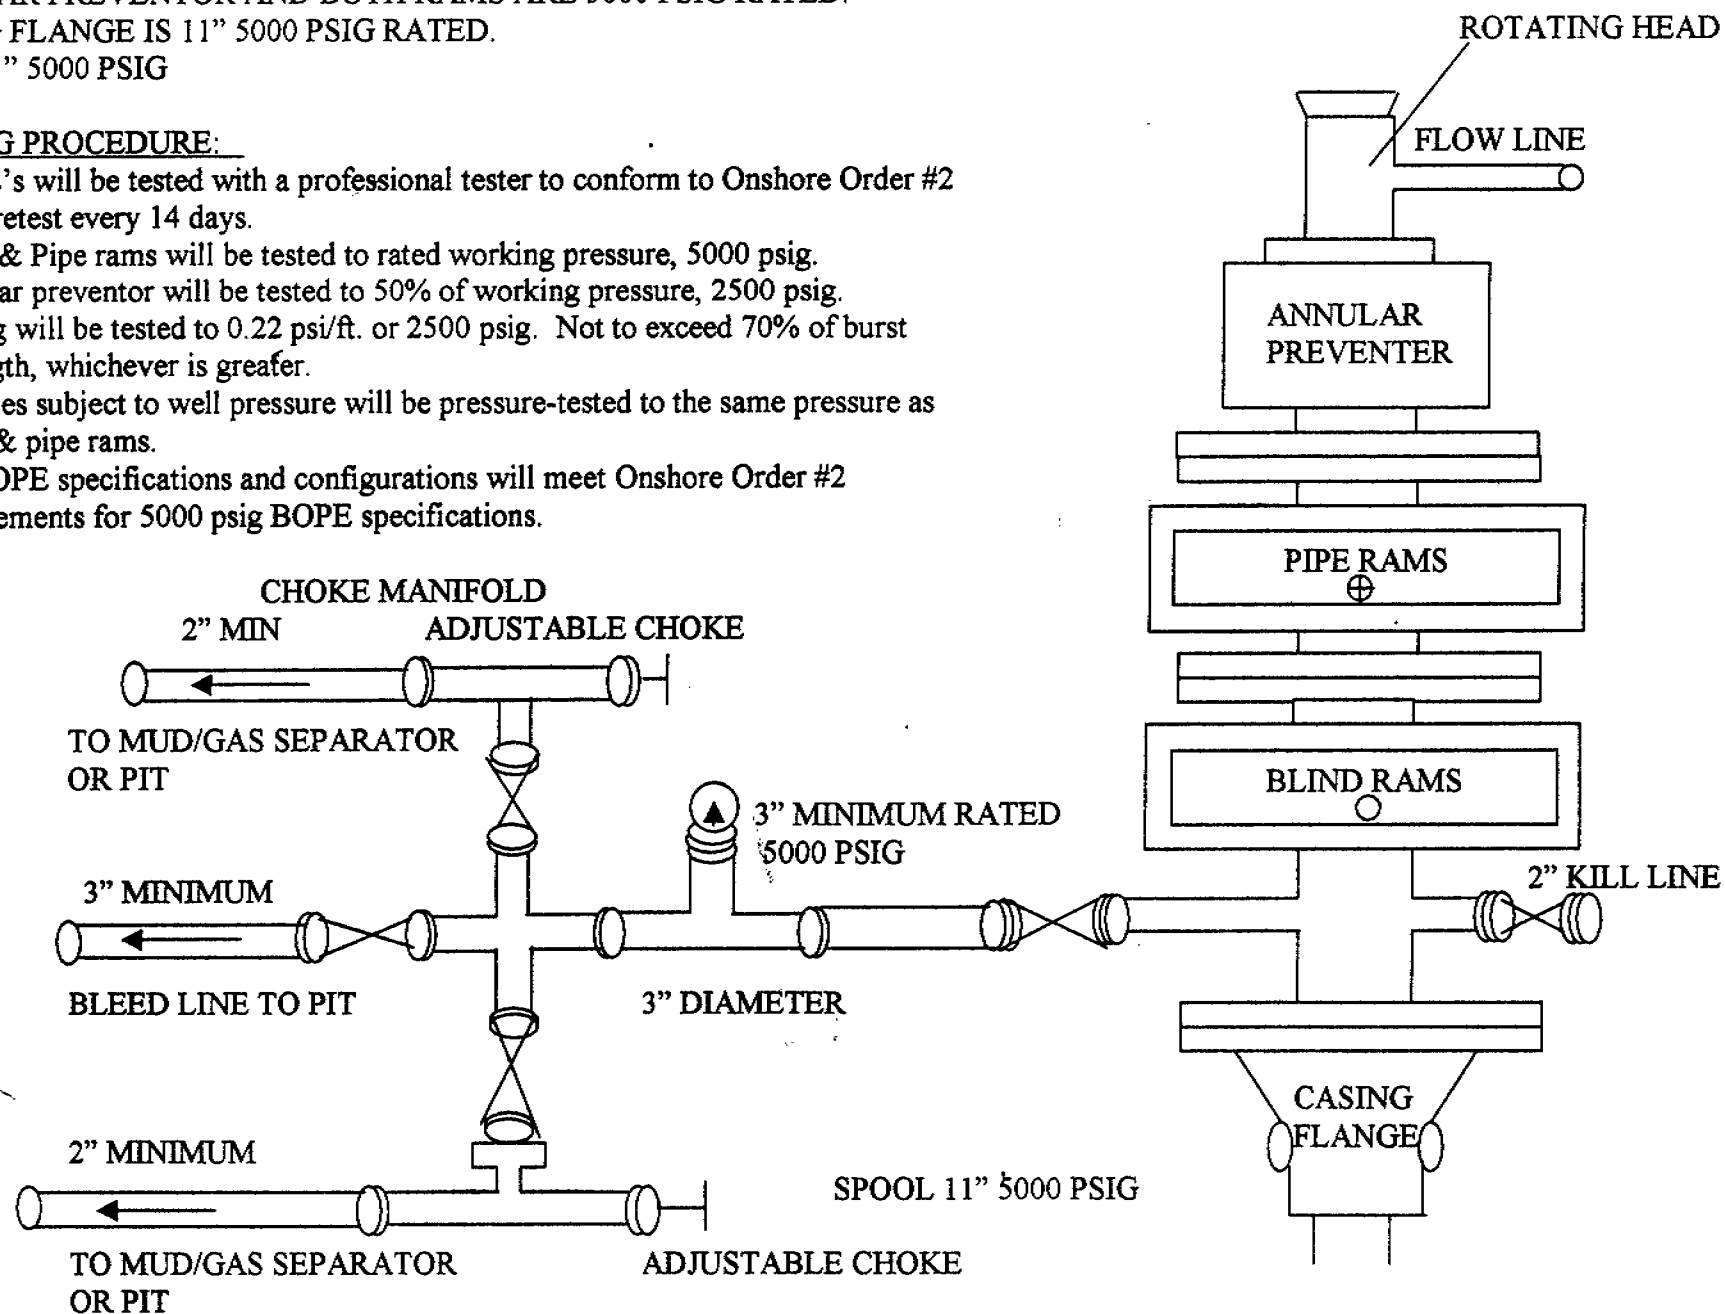 FLANGE IS 11” 5000 PSIG RATED.
” 5000 PSIG
PROCEDURE:
’s will be tested with a professional tester to conform to Onshore Order #2
retest every 14 days.
& Pipe rams will be tested to rated working pressure, 5000 psig.
ar preventor will be tested to 50% of working pressure, 2500 psig.
will be tested to 0.22 psi/ft. or 2500 psig. Not to exceed 70% of burst
gth, whichever is greater.
es subject to well pressure will be pressure-tested to the same pressure as
& pipe rams.
OPE specifications and configurations will meet Onshore Order #2
ements for 5000 psig BOPE specifications.
ROTATING HEAD
FLOW LINE
ANNULAR
PREVENTER
PIPE RAMS
BLIND RAMS
2” KILL LINE
CASING
FLANGE
CHOKE MANIFOLD
2” MIN
ADJUSTABLE CHOKE
TO MUD/GAS SEPARATOR
OR PIT
3” MINIMUM RATED
5000 PSIG
3” MINIMUM
BLEED LINE TO PIT
3” DIAMETER
2” MINIMUM
SPOOL 11” 5000 PSIG
TO MUD/GAS SEPARATOR
OR PIT
ADJUSTABLE CHOKE